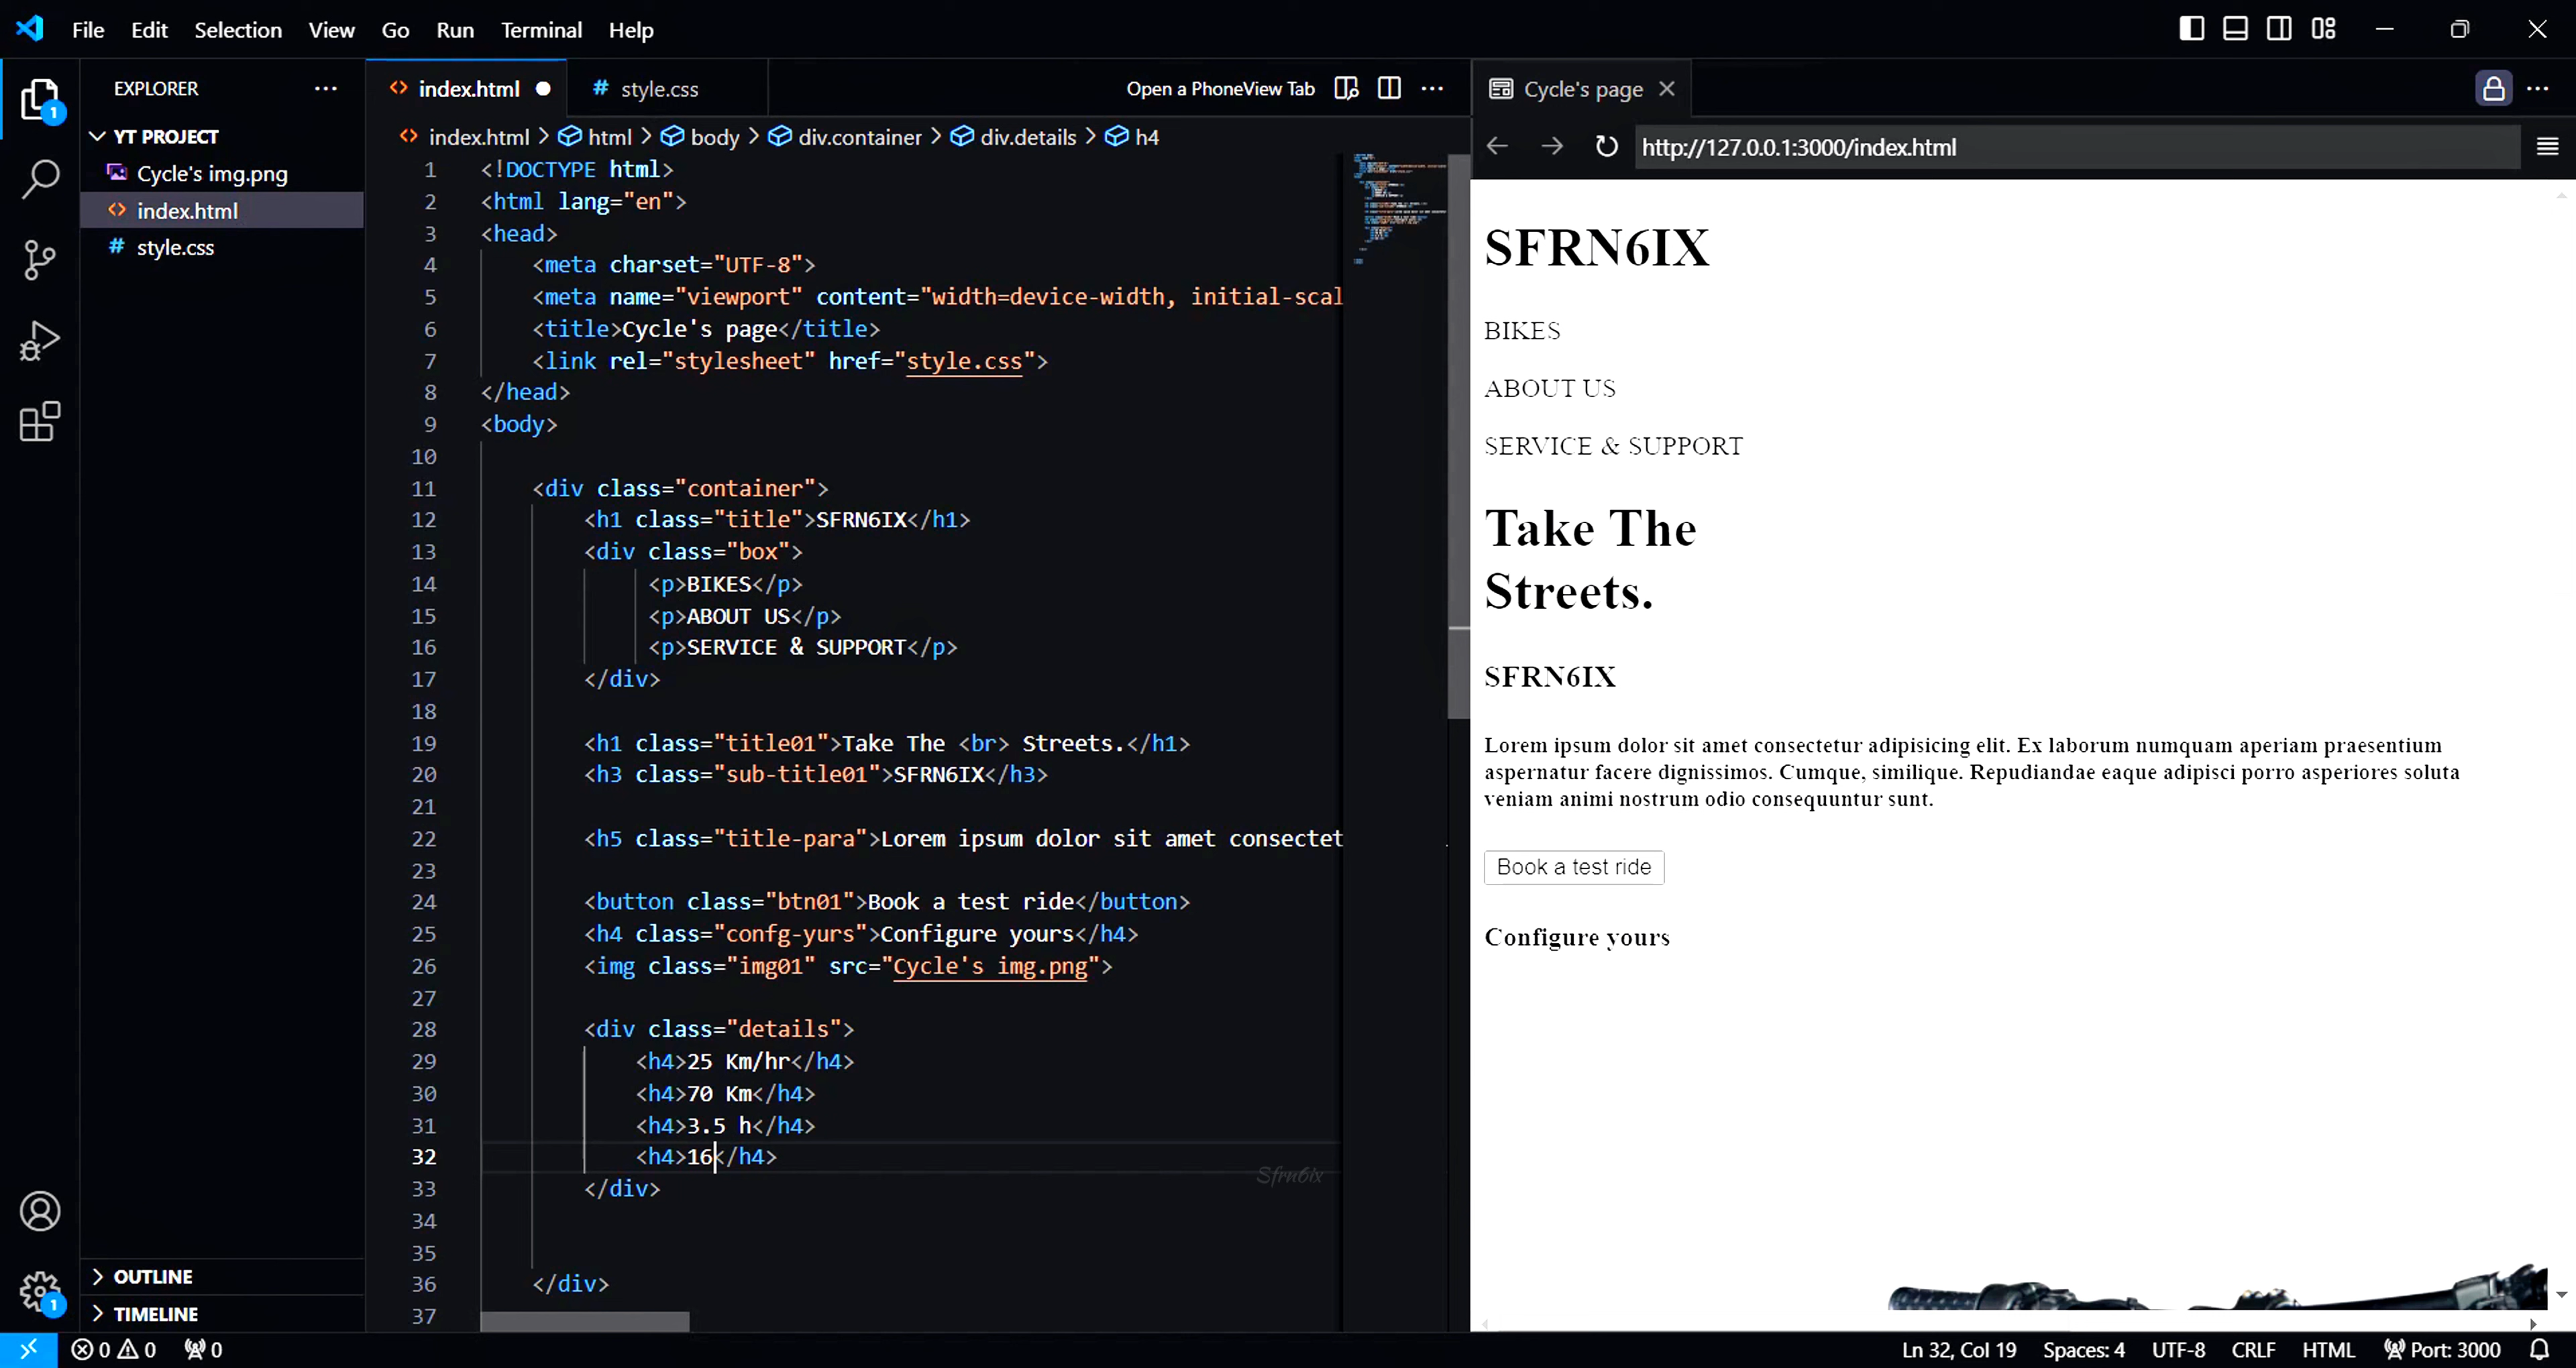 File Edit Selection View Go Run Terminal Help
EXPLORER
1
YT PROJECT
Cycle's img.png
index.html
style.css
OUTLINE
TIMELINE
1
index.html
style.css
Open a PhoneView Tab
index.html > html > body > div.container > div.details > h4
1 <!DOCTYPE html>
2 <html lang="en">
3 <head>
4 <meta charset="UTF-8">
5 <meta name="viewport" content="width=device-width, initial-scal
6 <title>Cycle's page</title>
7 <link rel="stylesheet" href="style.css">
8 </head>
9 <body>
10
11 <div class="container">
12 <h1 class="title">SFRN6IX</h1>
13 <div class="box">
14 <p>BIKES</p>
15 <p>ABOUT US</p>
16 <p>SERVICE & SUPPORT</p>
17 </div>
18
19 <h1 class="title01">Take The <br> Streets.</h1>
20 <h3 class="sub-title01">SFRN6IX</h3>
21
22 <h5 class="title-para">Lorem ipsum dolor sit amet consectet
23
24 <button class="btn01">Book a test ride</button>
25 <h4 class="confg-yurs">Configure yours</h4>
26 <img class="img01" src="Cycle's img.png">
27
28 <div class="details">
29 <h4>25 Km/hr</h4>
30 <h4>70 Km</h4>
31 <h4>3.5 h</h4>
32 <h4>16</h4>
33 </div>
34
35
36 </div>
37
Sfrn6ix
Cycle's page
http://127.0.0.1:3000/index.html
SFRN6IX
BIKES
ABOUT US
SERVICE & SUPPORT
Take The
Streets.
SFRN6IX
Lorem ipsum dolor sit amet consectetur adipisicing elit. Ex laborum numquam aperiam praesentium
aspernatur facere dignissimos. Cumque, similique. Repudiandae eaque adipisci porro asperiores soluta
veniam animi nostrum odio consequuntur sunt.
Book a test ride
Configure yours
0 0 0 Ln 32, Col 19 Spaces: 4 UTF-8 CRLF HTML Port: 3000